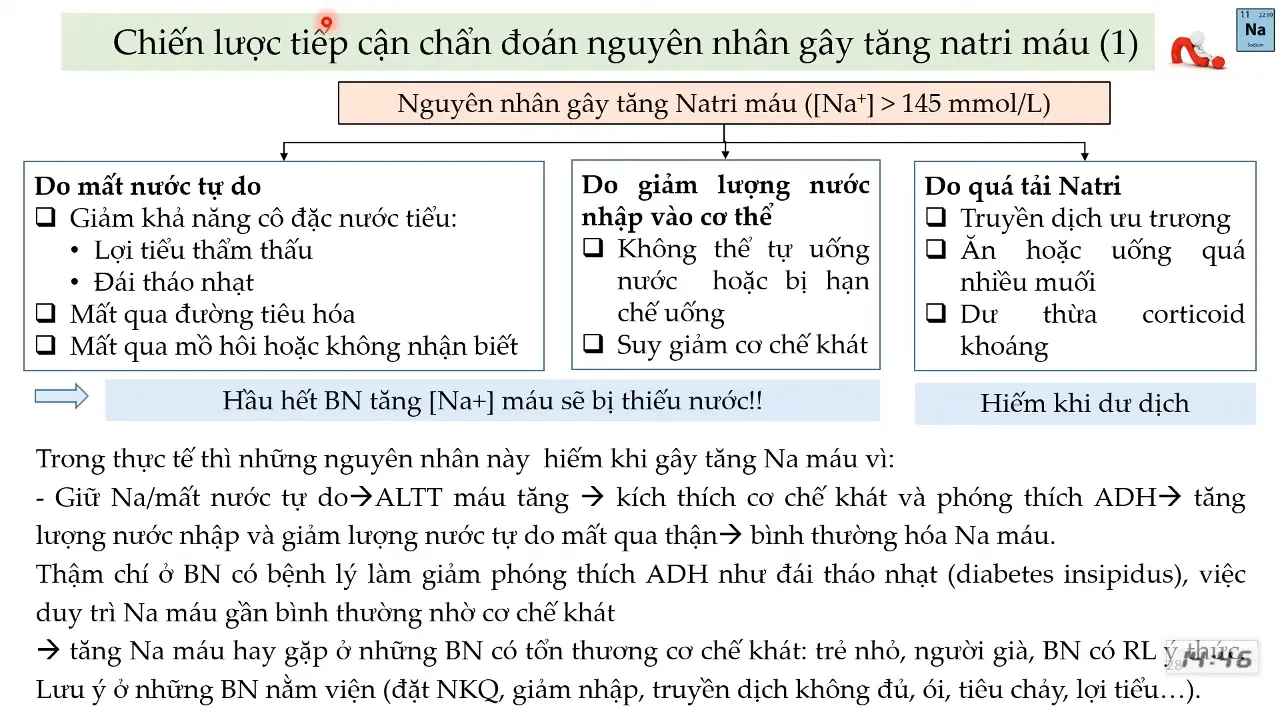 Chiến lược tiếp cận chẩn đoán nguyên nhân gây tăng natri máu (1)
11 22.99
Na
Sodium
Nguyên nhân gây tăng Natri máu ([Na⁺] > 145 mmol/L)
Do mất nước tự do
❑ Giảm khả năng cô đặc nước tiểu:
• Lợi tiểu thẩm thấu
• Đái tháo nhạt
❑ Mất qua đường tiêu hóa
❑ Mất qua mồ hôi hoặc không nhận biết
Do giảm lượng nước
nhập vào cơ thể
❑ Không thể tự uống
nước hoặc bị hạn
chế uống
❑ Suy giảm cơ chế khát
Do quá tải Natri
❑ Truyền dịch ưu trương
❑ Ăn hoặc uống quá
nhiều muối
❑ Dư thừa corticoid
khoáng
Hầu hết BN tăng [Na+] máu sẽ bị thiếu nước!!
Hiếm khi dư dịch
Trong thực tế thì những nguyên nhân này hiếm khi gây tăng Na máu vì:
- Giữ Na/mất nước tự do→ALTT máu tăng → kích thích cơ chế khát và phóng thích ADH→ tăng
lượng nước nhập và giảm lượng nước tự do mất qua thận→ bình thường hóa Na máu.
Thậm chí ở BN có bệnh lý làm giảm phóng thích ADH như đái tháo nhạt (diabetes insipidus), việc
duy trì Na máu gần bình thường nhờ cơ chế khát
→ tăng Na máu hay gặp ở những BN có tổn thương cơ chế khát: trẻ nhỏ, người già, BN có RL ý thức.
28
14:46
Lưu ý ở những BN nằm viện (đặt NKQ, giảm nhập, truyền dịch không đủ, ói, tiêu chảy, lợi tiểu…).